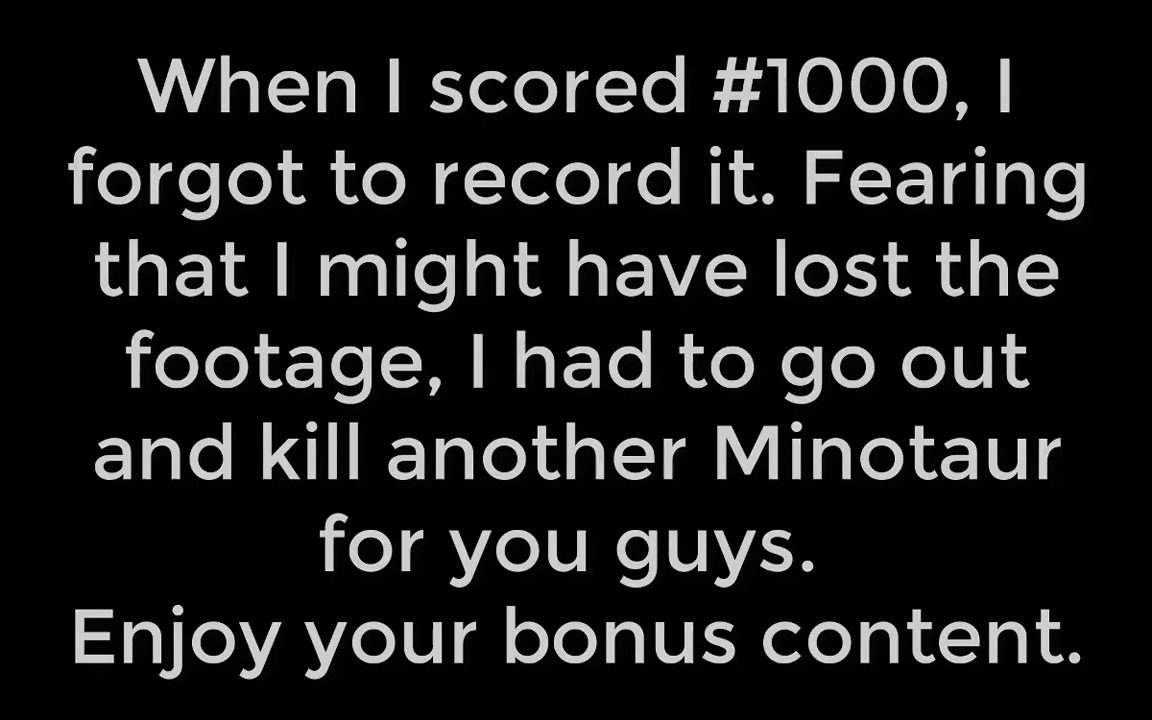 When I scored #1000, I
forgot to record it. Fearing
that I might have lost the
footage, I had to go out
and kill another Minotaur
for you guys.
Enjoy your bonus content.